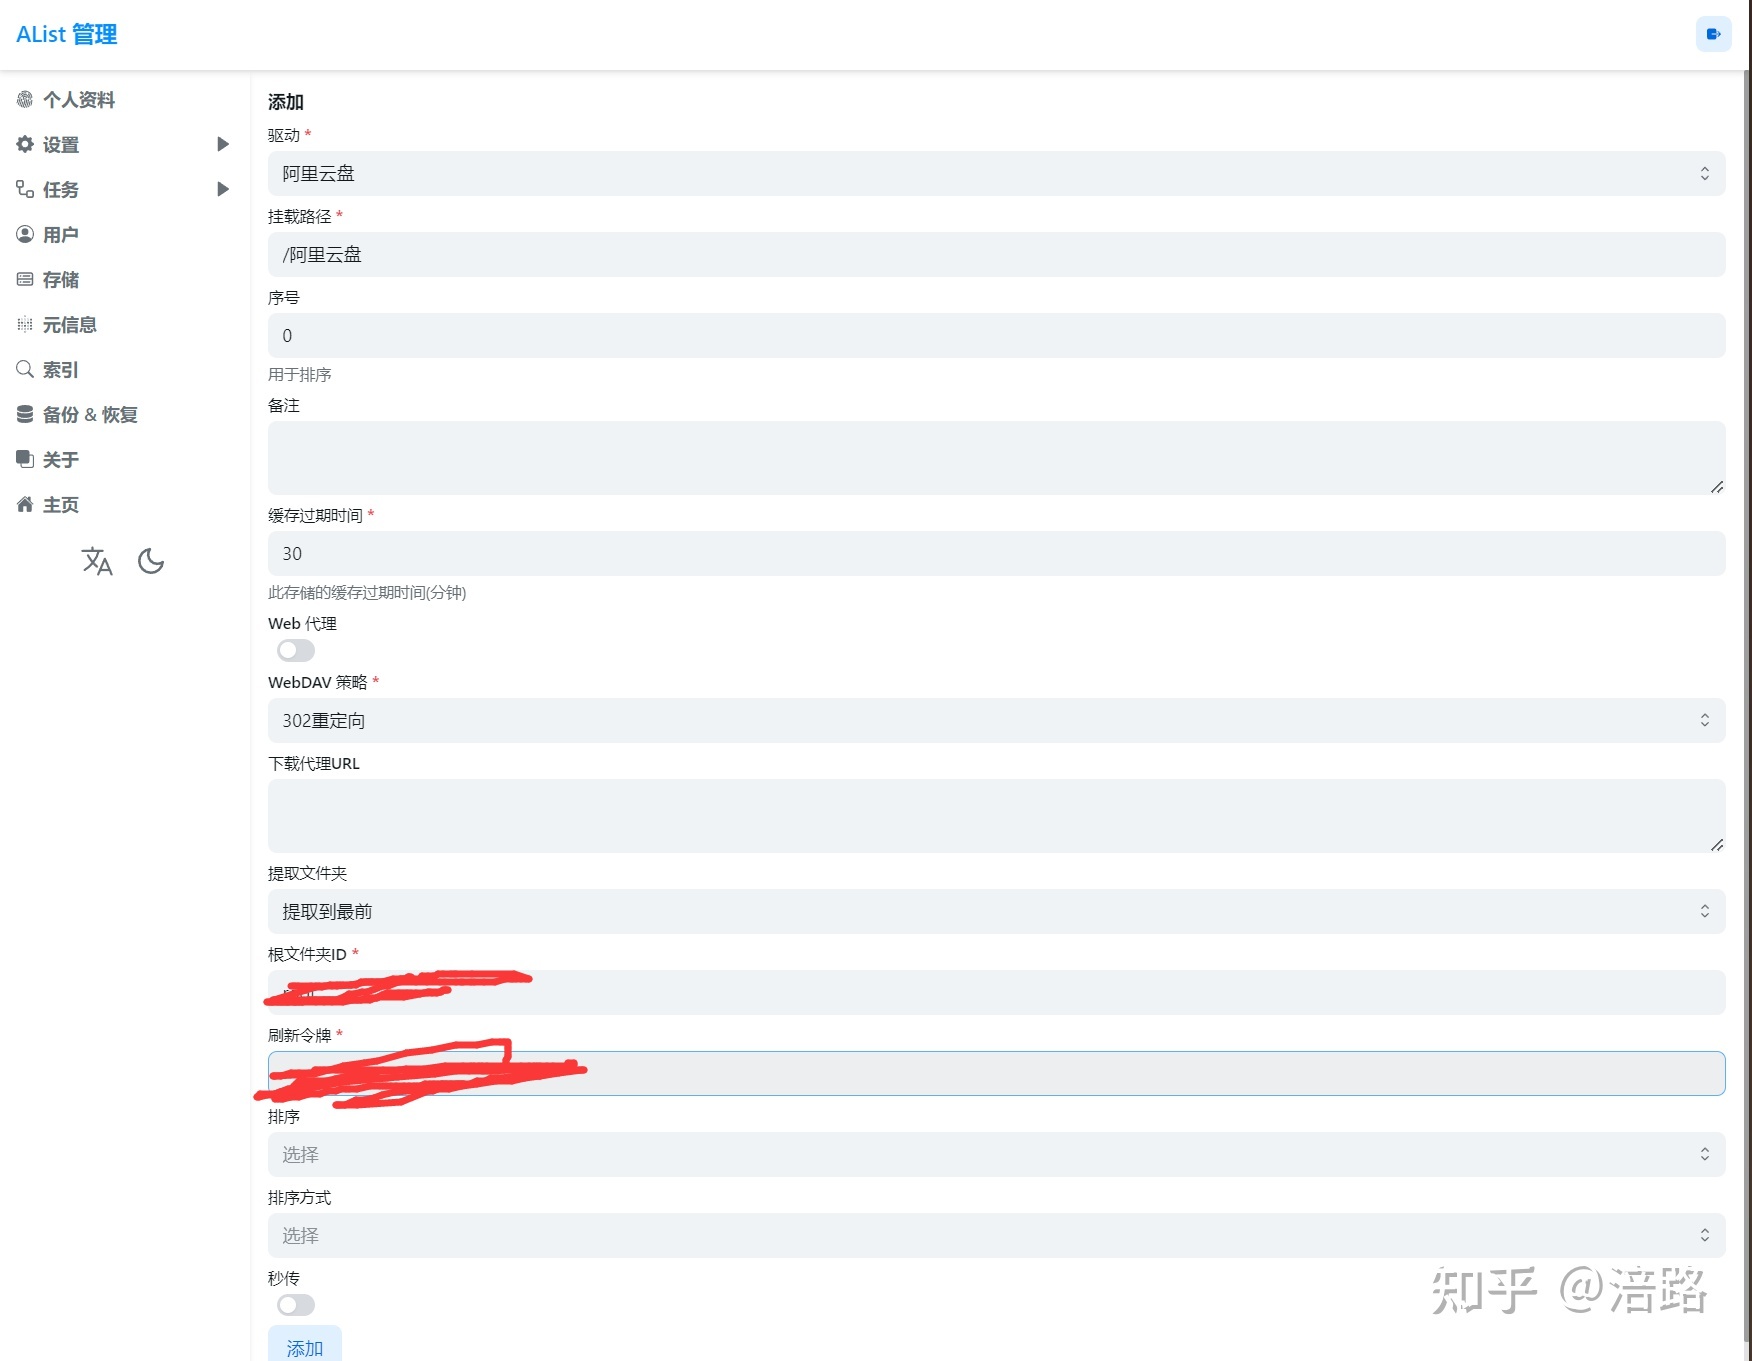 AList 管理
个人资料
设置
任务
用户
存储
元信息
索引
备份 & 恢复
关于
主页
添加
驱动 *
阿里云盘
挂载路径 *
/阿里云盘
序号
0
用于排序
备注
缓存过期时间 *
30
此存储的缓存过期时间(分钟)
Web 代理
WebDAV 策略 *
302重定向
下载代理URL
提取文件夹
提取到最前
根文件夹ID *
刷新令牌 *
排序
选择
排序方式
选择
秒传
添加
知乎 @涪路